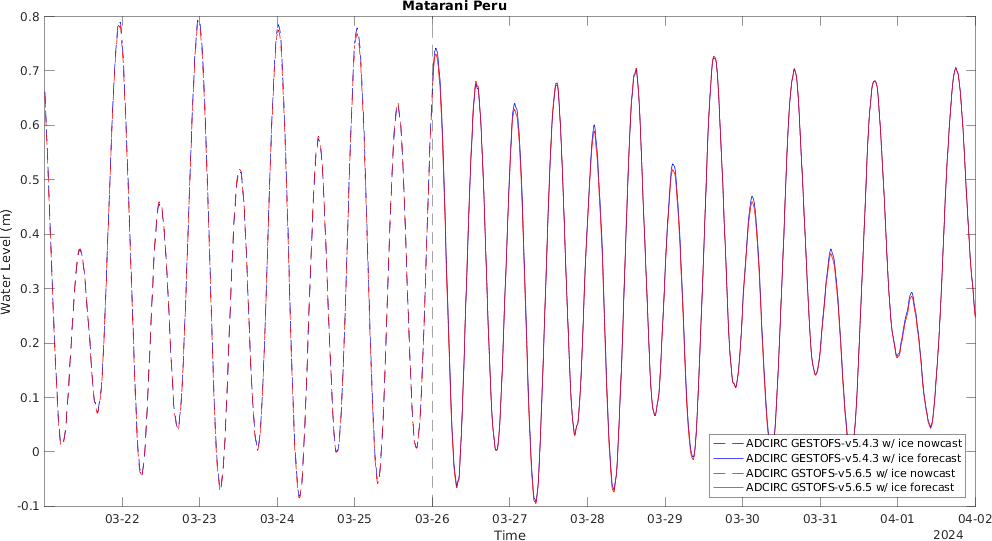 Matarani Peru
0.8
0.7
0.6
0.5
0.4
0.3
0.2
0.1
0
-0.1
Water Level (m)
ADCIRC GESTOFS-v5.4.3 w/ ice nowcast
ADCIRC GESTOFS-v5.4.3 w/ ice forecast
ADCIRC GSTOFS-v5.6.5 w/ ice nowcast
ADCIRC GSTOFS-v5.6.5 w/ ice forecast
03-22 03-23 03-24 03-25 03-26 03-27 03-28 03-29 03-30 03-31 04-01 04-02
Time
2024